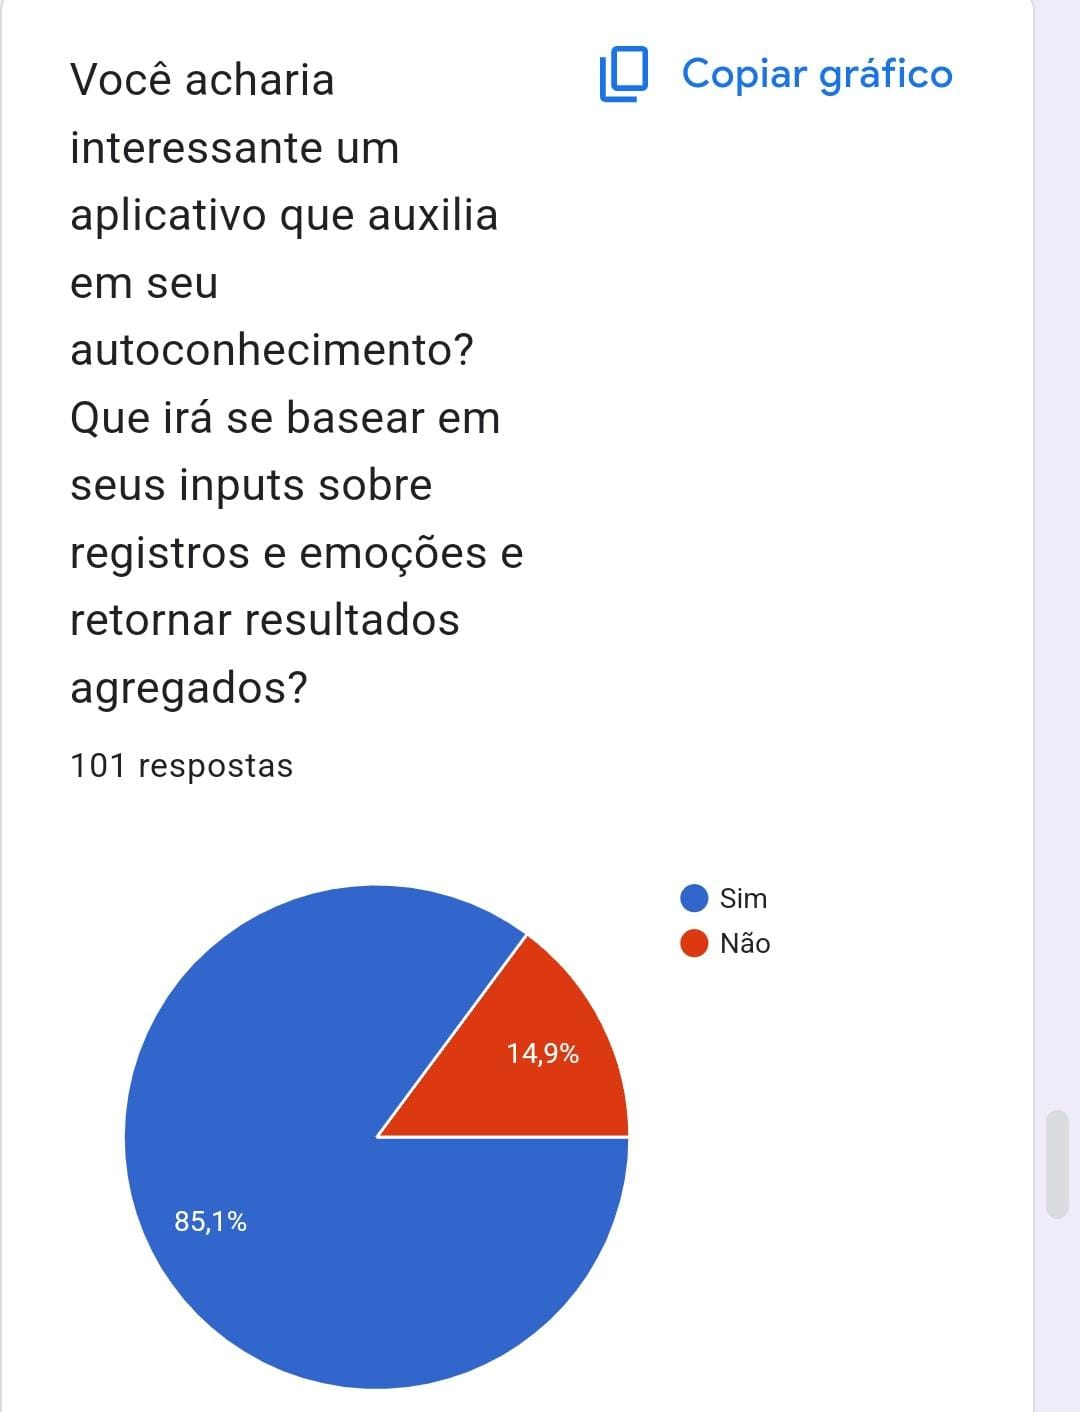 Você acharia
interessante um
aplicativo que auxilia
em seu
autoconhecimento?
Que irá se basear em
seus inputs sobre
registros e emoções e
retornar resultados
agregados?
Copiar gráfico
101 respostas
Sim
Não
14,9%
85,1%